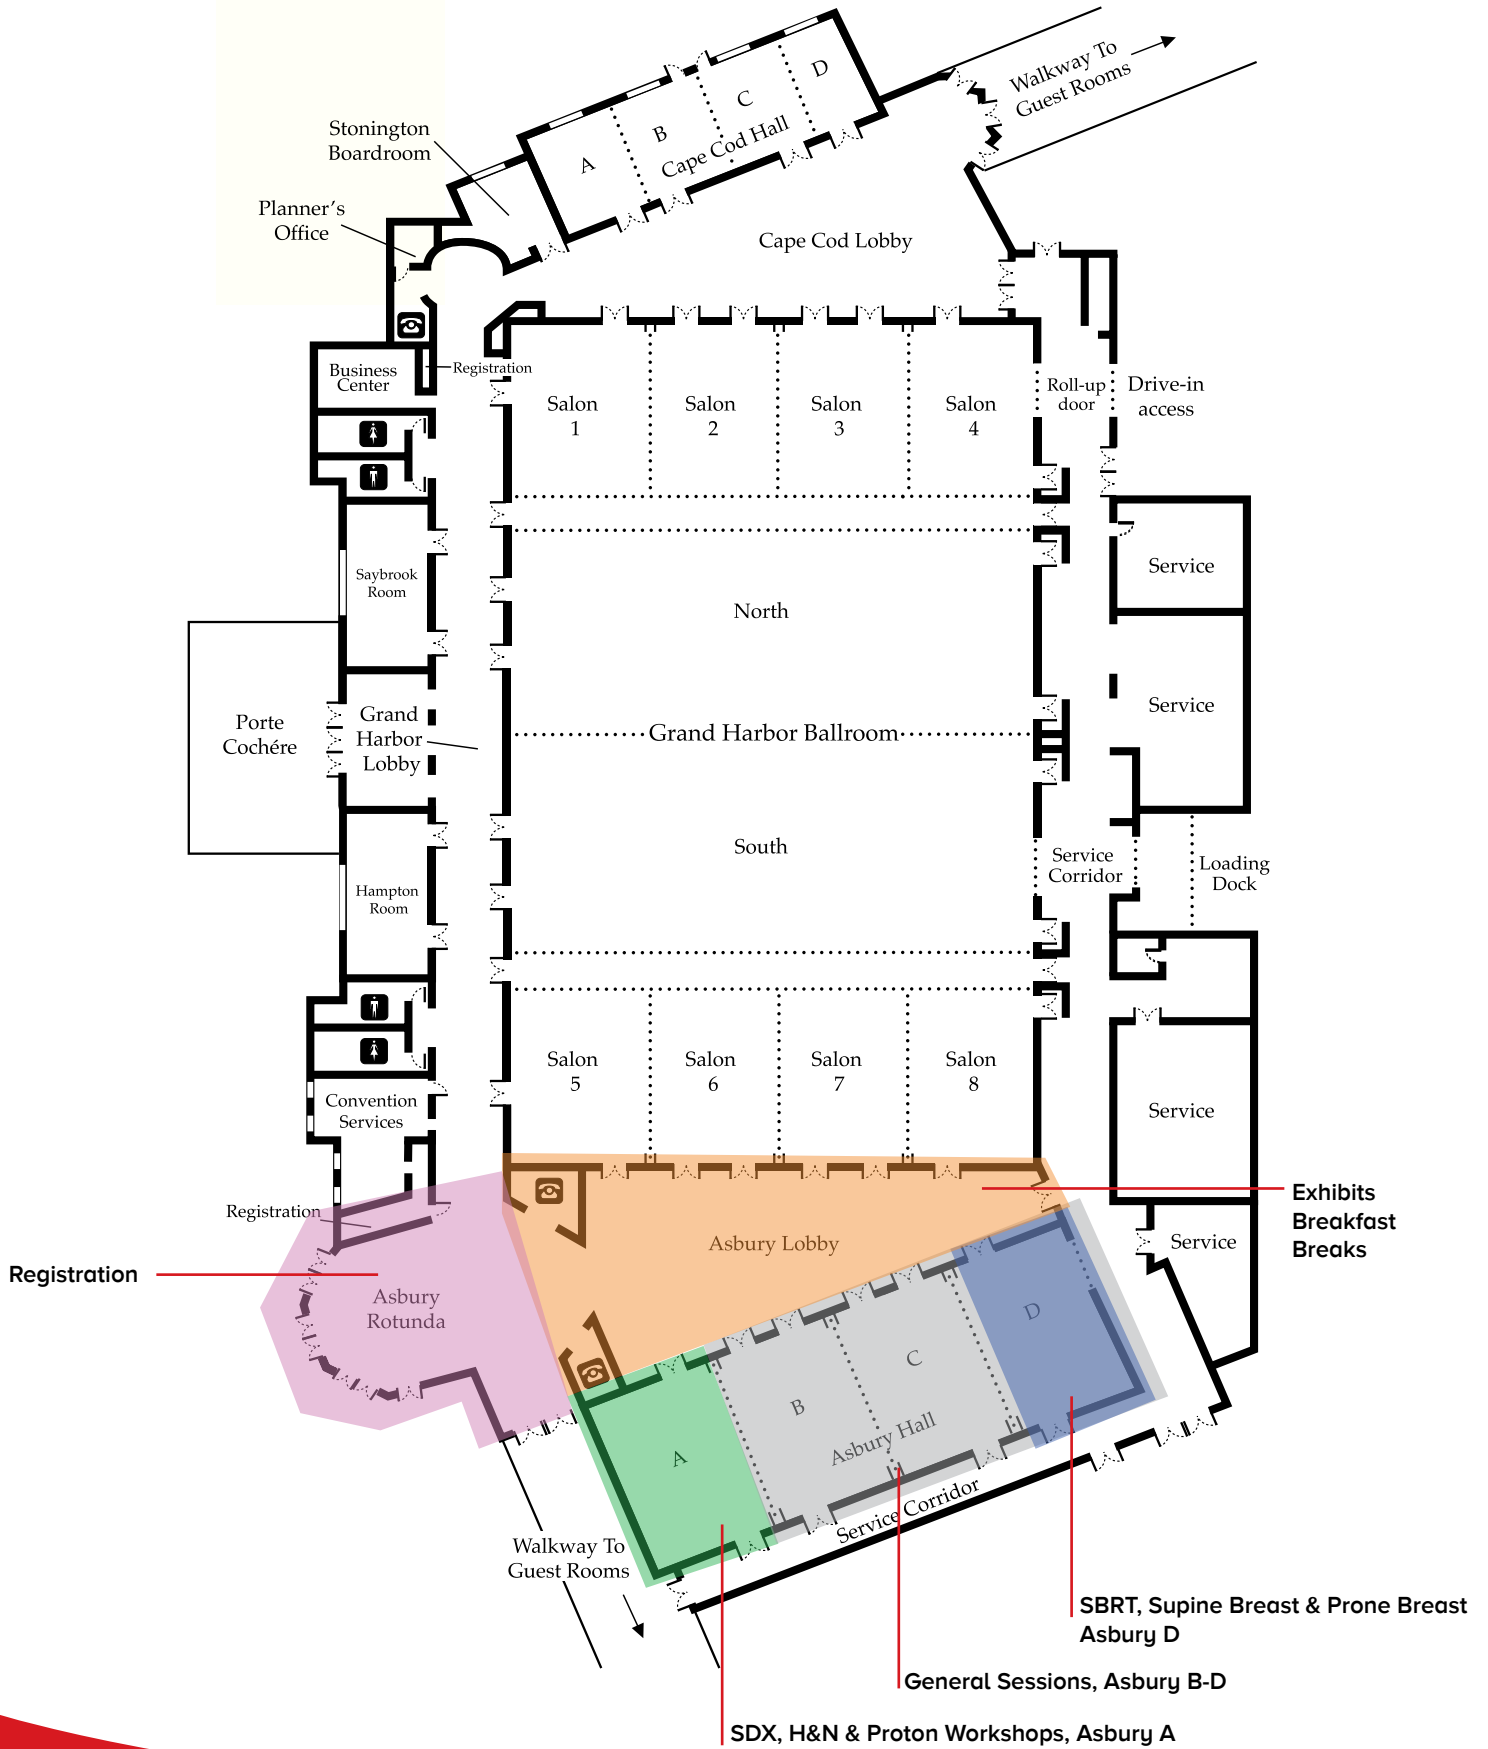 Walkway To
Guest Rooms
D
C
B
A
Cape Cod Hall
Stonington
Boardroom
Planner's
Office
Cape Cod Lobby
Business
Center
Registration
Salon
1
Salon
2
Salon
3
Salon
4
Roll-up
door
Drive-in
access
Saybrook
Room
North
Service
Service
Porte
Cochére
Grand
Harbor
Lobby
Grand Harbor Ballroom
South
Service
Corridor
Loading
Dock
Hampton
Room
Salon
5
Salon
6
Salon
7
Salon
8
Convention
Services
Service
Registration
Exhibits
Breakfast
Breaks
Asbury Lobby
Service
Registration
Asbury
Rotunda
D
C
B
A
Asbury Hall
Service Corridor
Walkway To
Guest Rooms
SBRT, Supine Breast & Prone Breast
Asbury D
General Sessions, Asbury B-D
SDX, H&N & Proton Workshops, Asbury A